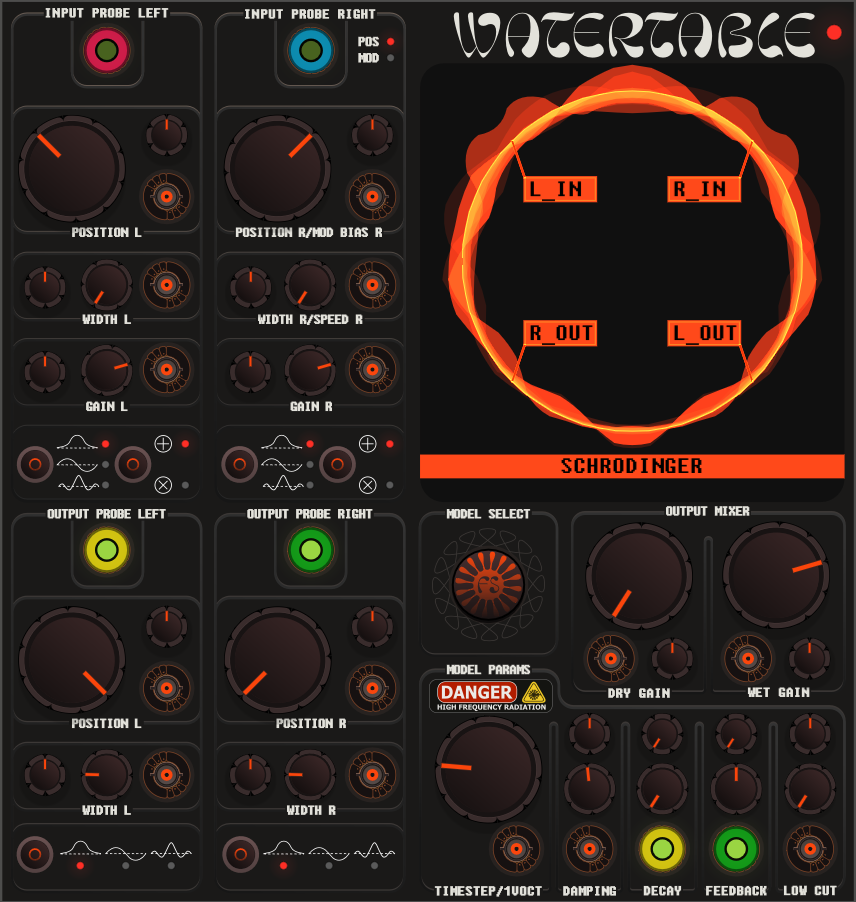 INPUT PROBE LEFT
INPUT PROBE RIGHT
POS
MOD
WATERTABLE
POSITION L
POSITION R/MOD BIAS R
WIDTH L
WIDTH R/SPEED R
GAIN L
GAIN R
L_IN
R_IN
R_OUT
L_OUT
SCHRODINGER
OUTPUT PROBE LEFT
OUTPUT PROBE RIGHT
POSITION L
POSITION R
WIDTH L
WIDTH R
MODEL SELECT
OUTPUT MIXER
DRY GAIN
WET GAIN
MODEL PARAMS
DANGER
HIGH FREQUENCY RADIATION
TIMESTEP/1VOCT
DAMPING
DECAY
FEEDBACK
LOW CUT